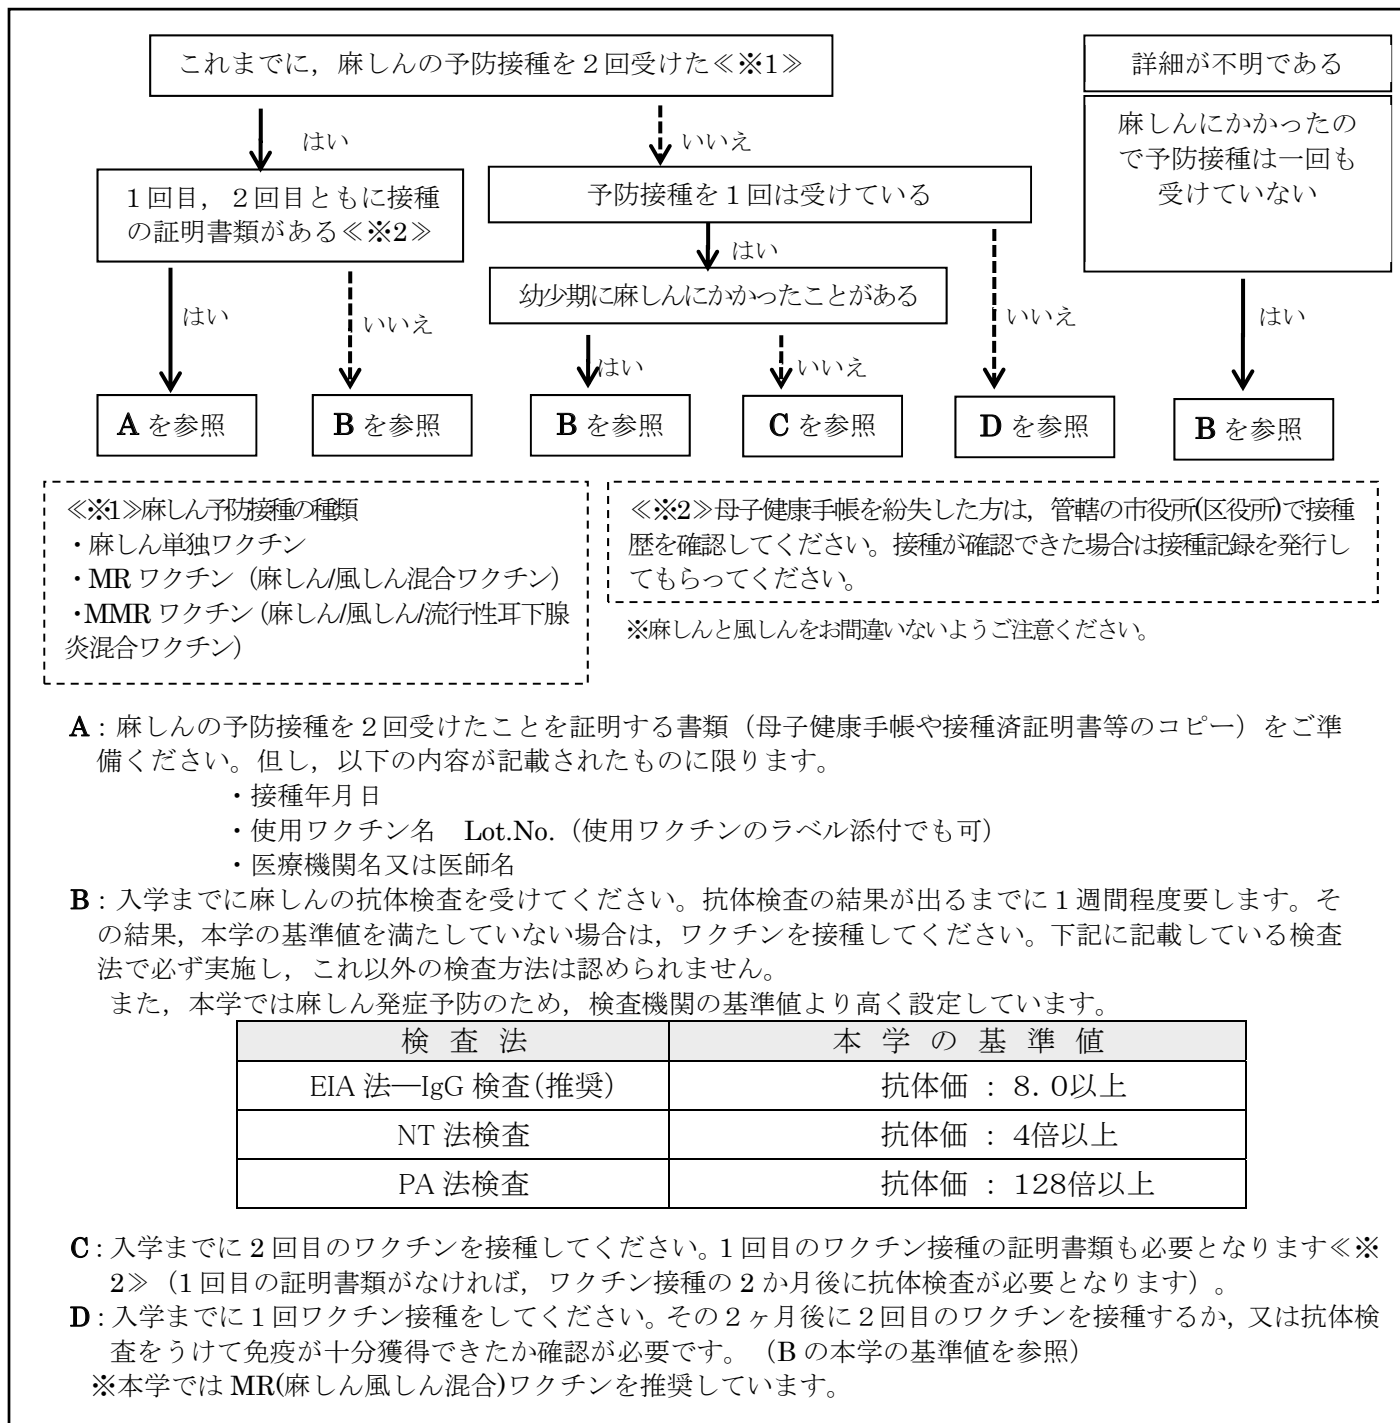 これまでに，麻しんの予防接種を２回受けた≪※1≫
詳細が不明である
はい
いいえ
麻しんにかかったの
で予防接種は一回も
受けていない
１回目，２回目ともに接種
の証明書類がある≪※2≫
予防接種を１回は受けている
はい
幼少期に麻しんにかかったことがある
はい
いいえ
はい
いいえ
いいえ
はい
A を参照
B を参照
B を参照
C を参照
D を参照
B を参照
≪※1≫麻しん予防接種の種類
・麻しん単独ワクチン
・MR ワクチン（麻しん/風しん混合ワクチン）
・MMR ワクチン（麻しん/風しん/流行性耳下腺
炎混合ワクチン）
≪※2≫母子健康手帳を紛失した方は，管轄の市役所(区役所)で接種
歴を確認してください。接種が確認できた場合は接種記録を発行し
てもらってください。
※麻しんと風しんをお間違いないようご注意ください。
A：麻しんの予防接種を２回受けたことを証明する書類（母子健康手帳や接種済証明書等のコピー）をご準
備ください。但し，以下の内容が記載されたものに限ります。
・接種年月日
・使用ワクチン名　Lot.No.（使用ワクチンのラベル添付でも可）
・医療機関名又は医師名
B：入学までに麻しんの抗体検査を受けてください。抗体検査の結果が出るまでに１週間程度要します。そ
の結果，本学の基準値を満たしていない場合は，ワクチンを接種してください。下記に記載している検査
法で必ず実施し，これ以外の検査方法は認められません。
また，本学では麻しん発症予防のため，検査機関の基準値より高く設定しています。
検 査 法　本 学 の 基 準 値
EIA 法―IgG 検査（推奨）　抗体価 ： 8. 0以上
NT 法検査　抗体価 ： 4倍以上
PA 法検査　抗体価 ： 128倍以上
C：入学までに 2 回目のワクチンを接種してください。1 回目のワクチン接種の証明書類も必要となります≪※
2≫（1 回目の証明書類がなければ，ワクチン接種の 2 か月後に抗体検査が必要となります）。
D：入学までに１回ワクチン接種をしてください。その２ヶ月後に２回目のワクチンを接種するか，又は抗体検
査をうけて免疫が十分獲得できたか確認が必要です。（B の本学の基準値を参照）
※本学では MR(麻しん風しん混合)ワクチンを推奨しています。